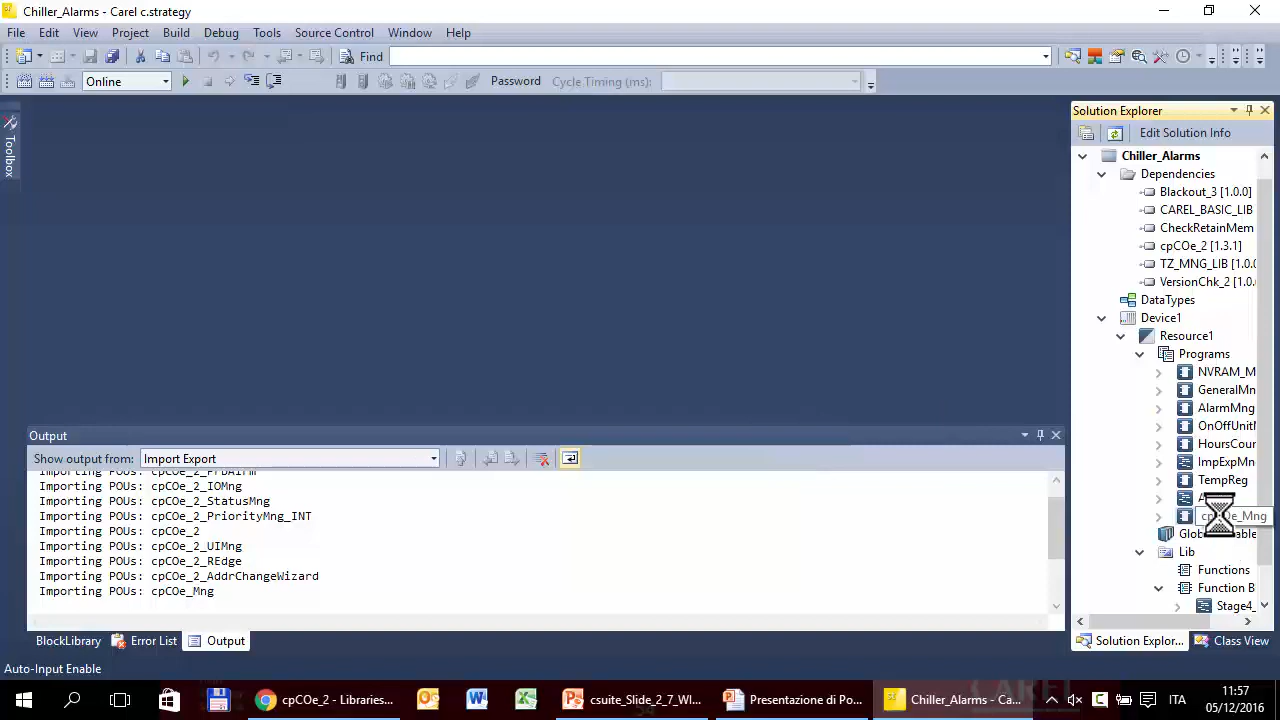 Chiller_Alarms - Carel c.strategy
File Edit View Project Build Debug Tools Source Control Window Help
Find
Online Password Cycle Timing (ms):
Toolbox
Solution Explorer
Edit Solution Info
Chiller_Alarms
Dependencies
Blackout_3 [1.0.0]
CAREL_BASIC_LIB
CheckRetainMem
cpCOe_2 [1.3.1]
TZ_MNG_LIB [1.0.0
VersionChk_2 [1.0.
DataTypes
Device1
Resource1
Programs
NVRAM_M
GeneralMn
AlarmMng
OnOffUnitM
HoursCour
ImpExpMn
TempReg
Lib
Functions
Function B
Stage4_
Solution Explor... Class View
Output
Show output from: Import Export
Importing POUs: cpCOe_2_PrbAlrm
Importing POUs: cpCOe_2_IOMng
Importing POUs: cpCOe_2_StatusMng
Importing POUs: cpCOe_2_PriorityMng_INT
Importing POUs: cpCOe_2
Importing POUs: cpCOe_2_UIMng
Importing POUs: cpCOe_2_REdge
Importing POUs: cpCOe_2_AddrChangeWizard
Importing POUs: cpCOe_Mng
BlockLibrary Error List Output
Auto-Input Enable
cpCOe_2 - Libraries... csuite_Slide_2_7_WI... Presentazione di Po... Chiller_Alarms - Ca... ITA
11:57
05/12/2016